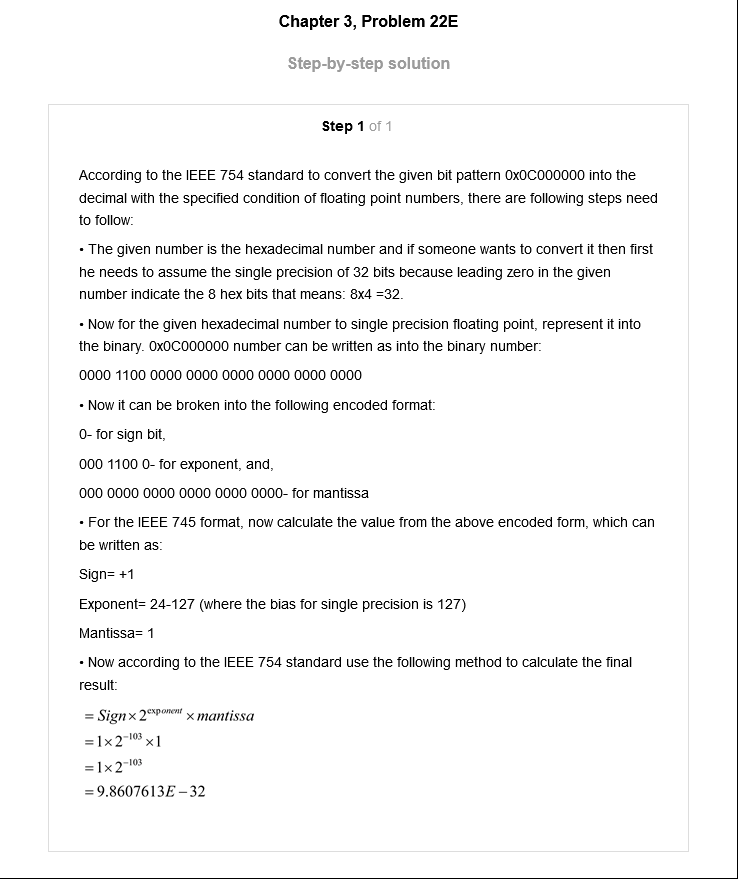 Chapter 3, Problem 22E
Step-by-step solution
Step 1 of 1
According to the IEEE 754 standard to convert the given bit pattern 0x0C000000 into the
decimal with the specified condition of floating point numbers, there are following steps need
to follow:
• The given number is the hexadecimal number and if someone wants to convert it then first
he needs to assume the single precision of 32 bits because leading zero in the given
number indicate the 8 hex bits that means: 8x4 =32.
• Now for the given hexadecimal number to single precision floating point, represent it into
the binary. 0x0C000000 number can be written as into the binary number:
0000 1100 0000 0000 0000 0000 0000 0000
• Now it can be broken into the following encoded format:
0- for sign bit,
000 1100 0- for exponent, and,
000 0000 0000 0000 0000 0000- for mantissa
• For the IEEE 745 format, now calculate the value from the above encoded form, which can
be written as:
Sign= +1
Exponent= 24-127 (where the bias for single precision is 127)
Mantissa= 1
• Now according to the IEEE 754 standard use the following method to calculate the final
result:
= Sign × 2^exponent × mantissa
= 1 × 2^−103 × 1
= 1 × 2^−103
= 9.8607613E − 32